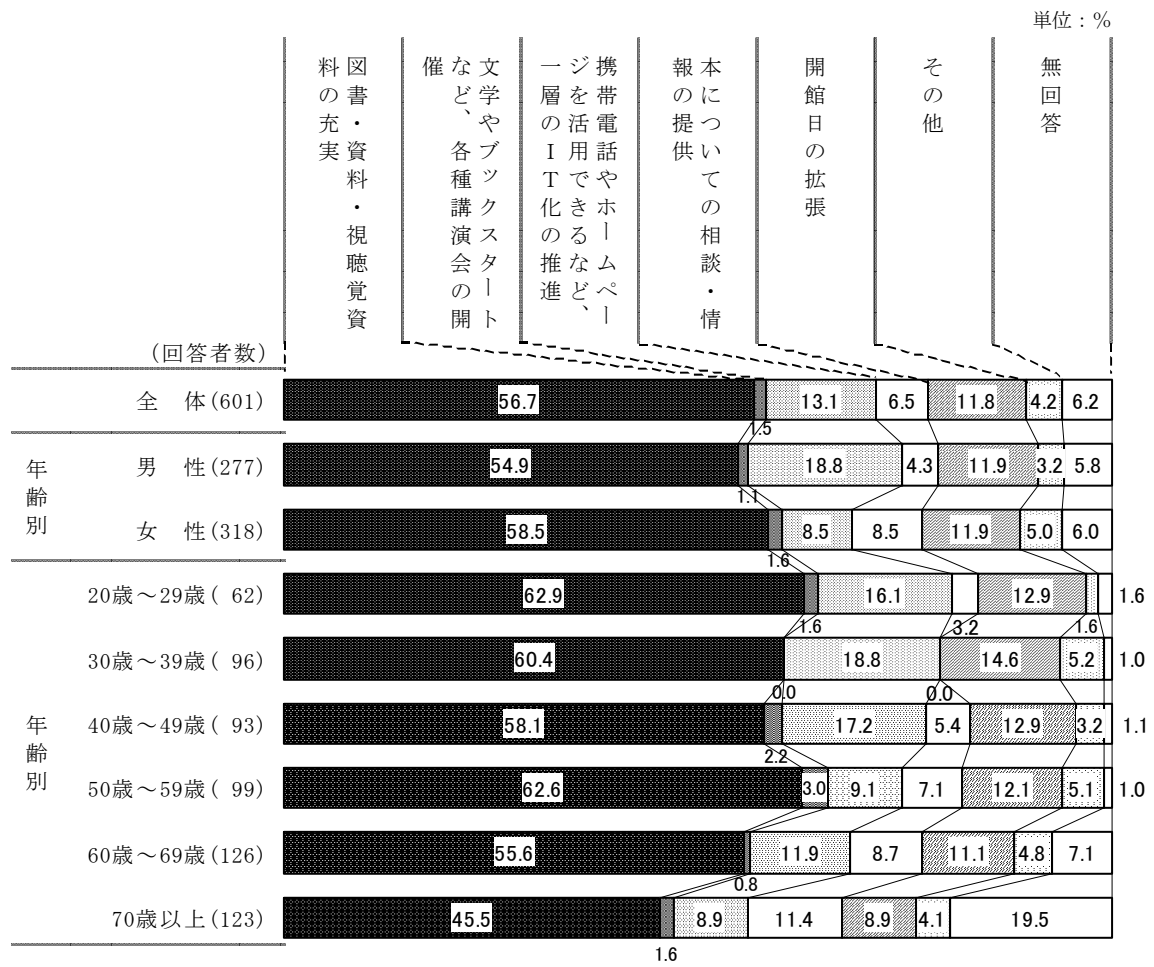 単位：%
図書・資料・視聴覚資
料の充実
文学やブックスタート
など、各種講演会の開
催
携帯電話やホームペー
ジを活用できるなど、
一層のＩＴ化の推進
本についての相談・情
報の提供
開館日の拡張
その他
無回答
(回答者数)
全　体(601)
56.7
1.5
13.1
6.5
11.8
4.2
6.2
年齢別
男　性(277)
54.9
1.1
18.8
4.3
11.9
3.2
5.8
女　性(318)
58.5
1.6
8.5
8.5
11.9
5.0
6.0
年齢別
20歳～29歳( 62)
62.9
1.6
16.1
3.2
12.9
1.6
1.6
30歳～39歳( 96)
60.4
0.0
18.8
0.0
14.6
5.2
1.0
40歳～49歳( 93)
58.1
2.2
17.2
5.4
12.9
3.2
1.1
50歳～59歳( 99)
62.6
3.0
9.1
7.1
12.1
5.1
1.0
60歳～69歳(126)
55.6
0.8
11.9
8.7
11.1
4.8
7.1
70歳以上(123)
45.5
1.6
8.9
11.4
8.9
4.1
19.5